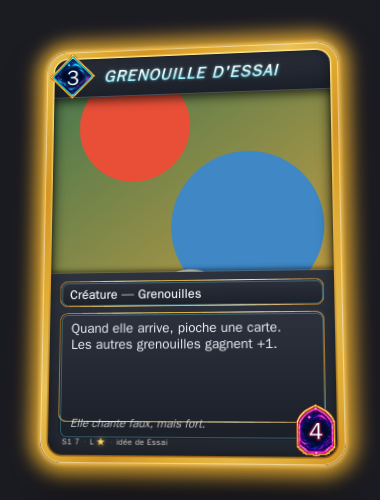 3
GRENOUILLE D'ESSAI
Créature — Grenouilles
Quand elle arrive, pioche une carte.
Les autres grenouilles gagnent +1.
Elle chante faux, mais fort.
4
S1 7 L★ idée de Essai